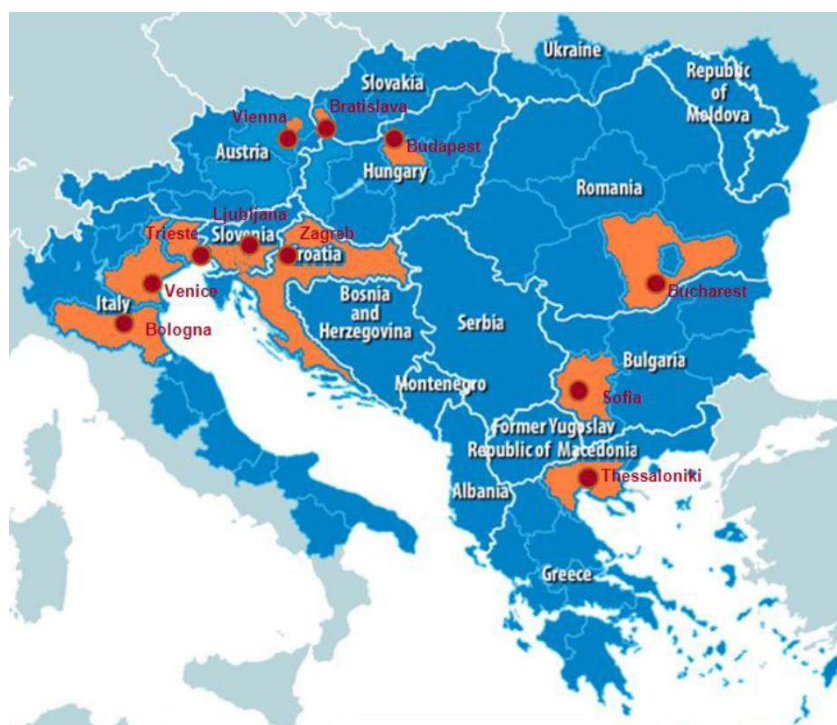 Ukraine
Slovakia
Republic
of
Moldova
Bratislava
Vienna
Budapest
Austria
Hungary
Romania
Ljubljana
Trieste
Slovenia
Zagreb
Croatia
Venice
Bucharest
Italy
Bosnia
and
Herzegovina
Bologna
Serbia
Bulgaria
Montenegro
Sofia
Former Yugoslav
Republic of Macedonia
Thessaloniki
Albania
Greece